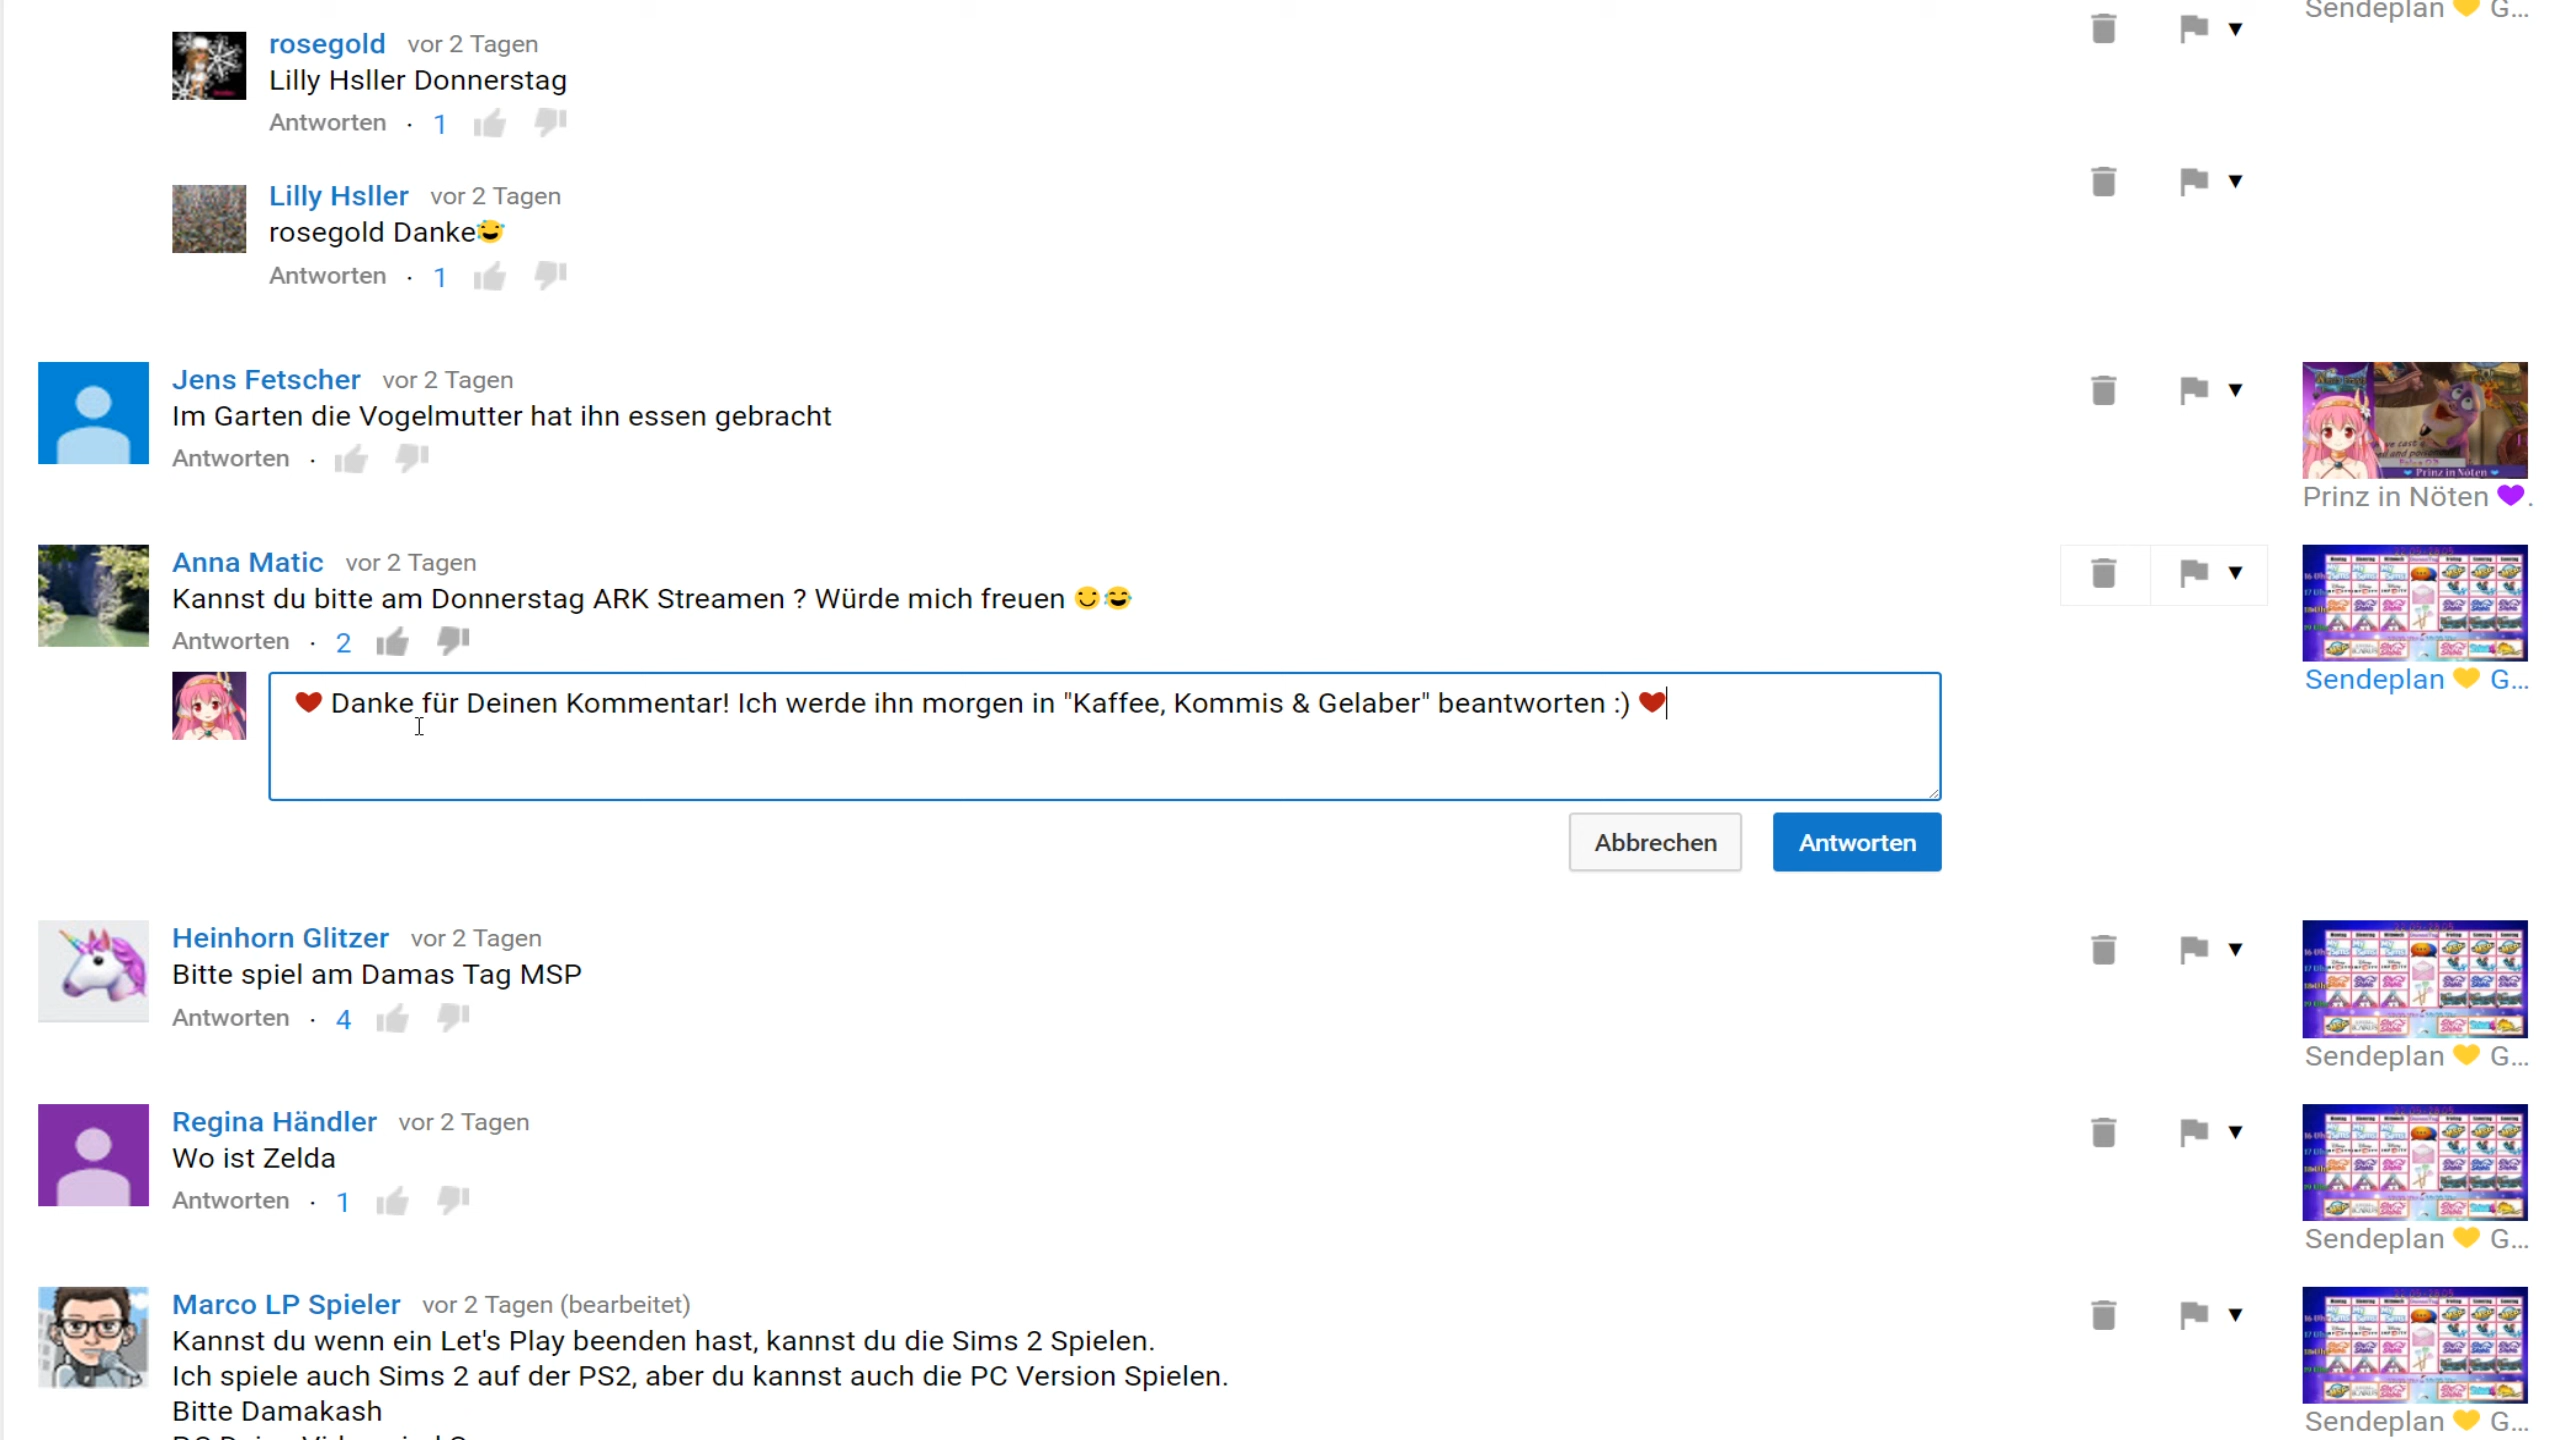 Sendeplan 💛 G...
rosegold vor 2 Tagen
Lilly Hsller Donnerstag
Antworten · 1
Lilly Hsller vor 2 Tagen
rosegold Danke😅
Antworten · 1
Jens Fetscher vor 2 Tagen
Im Garten die Vogelmutter hat ihn essen gebracht
Antworten ·
Prinz in Nöten
Prinz in Nöten 💜.
Anna Matic vor 2 Tagen
Kannst du bitte am Donnerstag ARK Streamen ? Würde mich freuen 😊😅
Antworten · 2
❤ Danke für Deinen Kommentar! Ich werde ihn morgen in "Kaffee, Kommis & Gelaber" beantworten :) ❤
Sendeplan 💛 G...
Abbrechen
Antworten
Heinhorn Glitzer vor 2 Tagen
Bitte spiel am Damas Tag MSP
Antworten · 4
Sendeplan 💛 G...
Regina Händler vor 2 Tagen
Wo ist Zelda
Antworten · 1
Sendeplan 💛 G...
Marco LP Spieler vor 2 Tagen (bearbeitet)
Kannst du wenn ein Let's Play beenden hast, kannst du die Sims 2 Spielen.
Ich spiele auch Sims 2 auf der PS2, aber du kannst auch die PC Version Spielen.
Bitte Damakash
Sendeplan 💛 G...